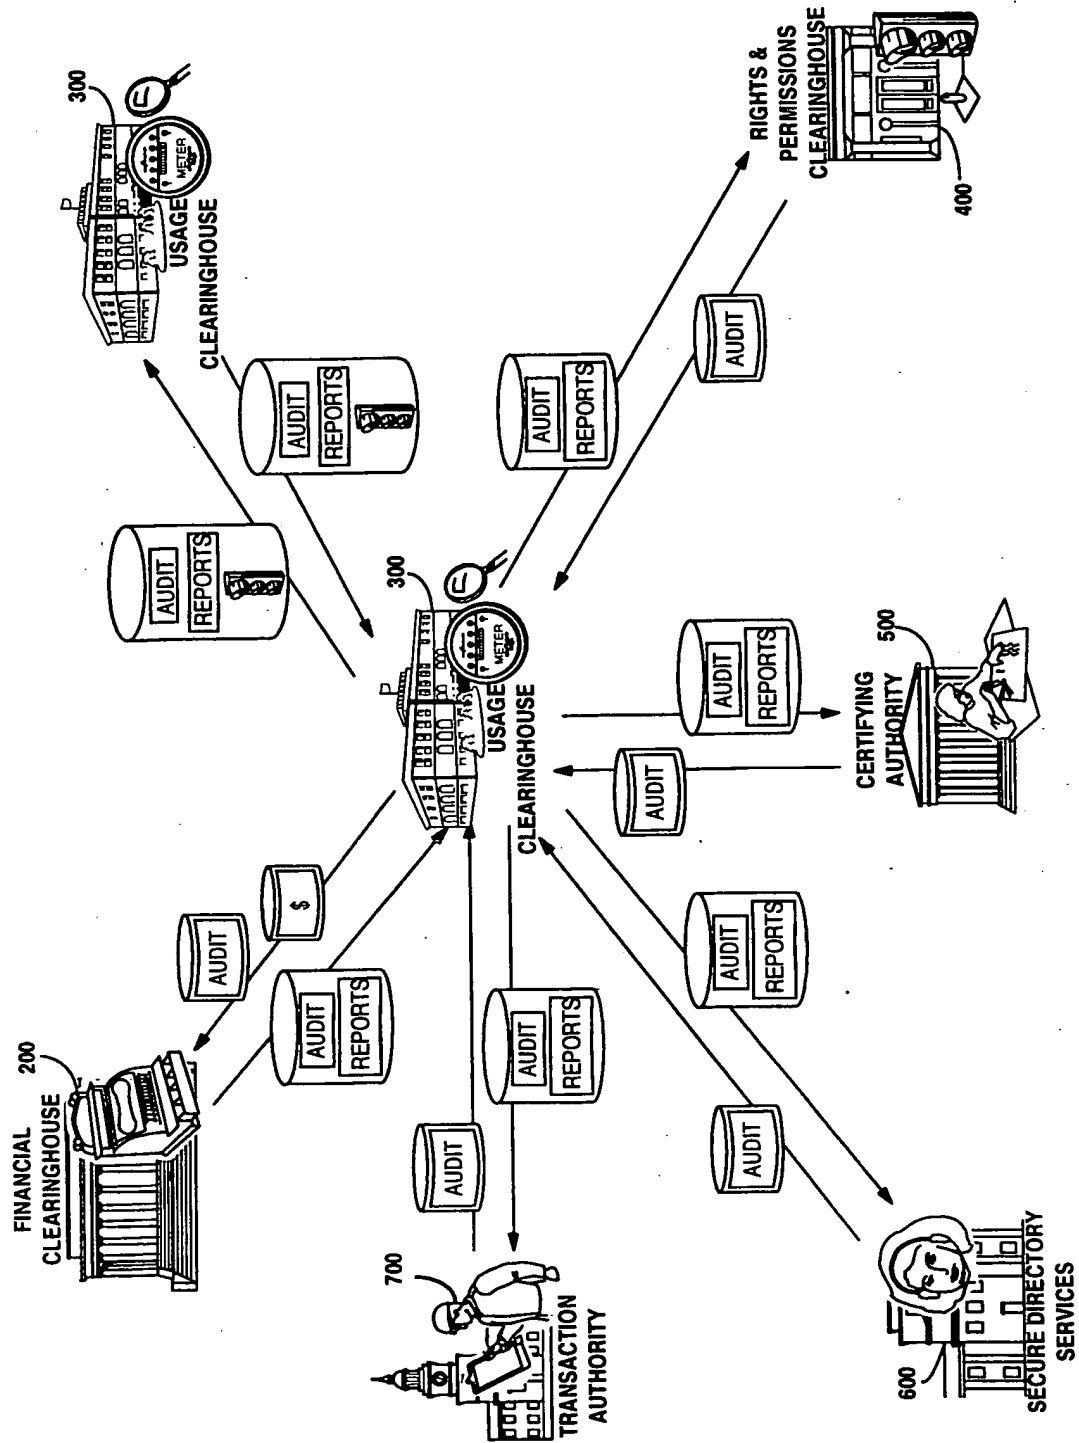 FINANCIAL
CLEARINGHOUSE
200
300
METER
USAGE
CLEARINGHOUSE
AUDIT
REPORTS
AUDIT
$
AUDIT
REPORTS
AUDIT
REPORTS
700
300
METER
USAGE
CLEARINGHOUSE
AUDIT
AUDIT
REPORTS
AUDIT
REPORTS
TRANSACTION
AUTHORITY
AUDIT
AUDIT
REPORTS
AUDIT
REPORTS
AUDIT
AUDIT
RIGHTS &
PERMISSIONS
CLEARINGHOUSE
400
CERTIFYING
AUTHORITY
500
600
SECURE DIRECTORY
SERVICES